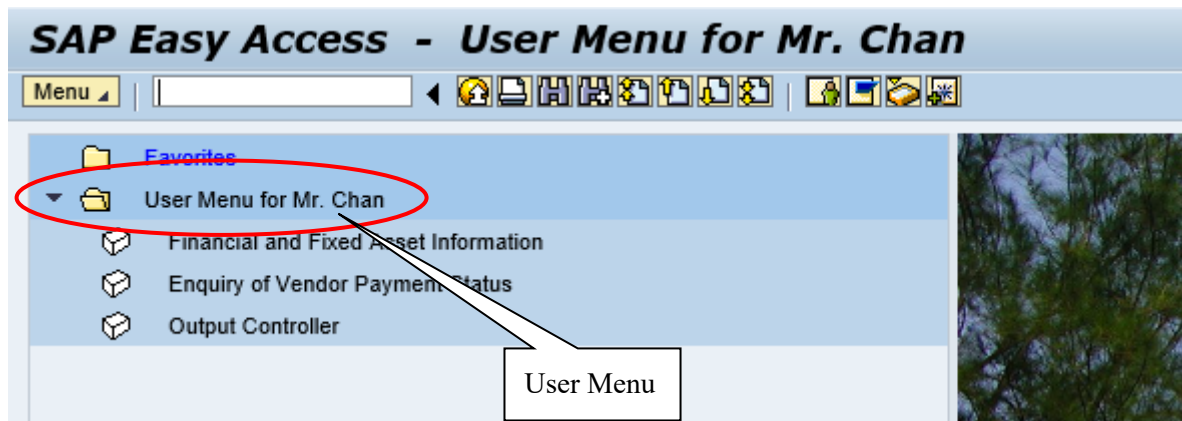 SAP Easy Access - User Menu for Mr. Chan
Menu
Favorites
User Menu for Mr. Chan
Financial and Fixed Asset Information
Enquiry of Vendor Payment Status
Output Controller
User Menu